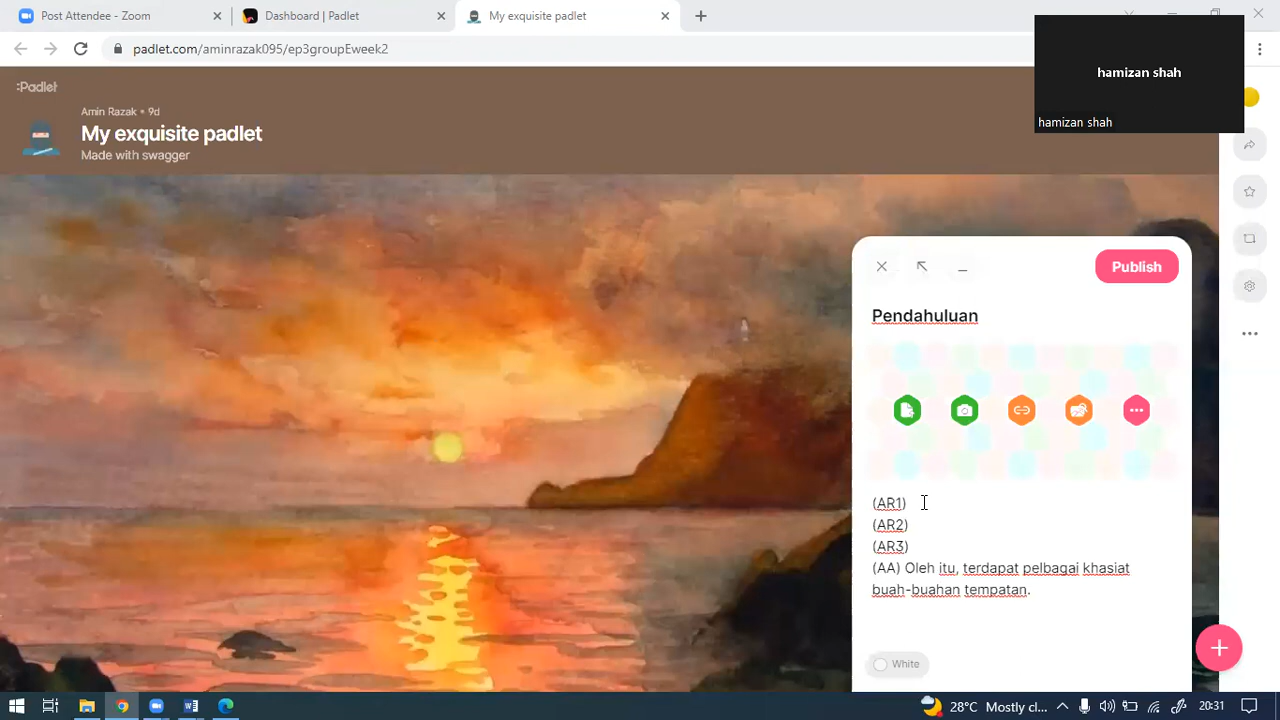 Post Attendee - Zoom
Dashboard | Padlet
My exquisite padlet
padlet.com/aminrazak095/ep3groupEweek2
hamizan shah
hamizan shah
:Padlet
Amin Razak • 9d
My exquisite padlet
Made with swagger
Publish
Pendahuluan
(AR1)
(AR2)
(AR3)
(AA) Oleh itu, terdapat pelbagai khasiat
buah-buahan tempatan.
White
28°C Mostly cl...
20:31